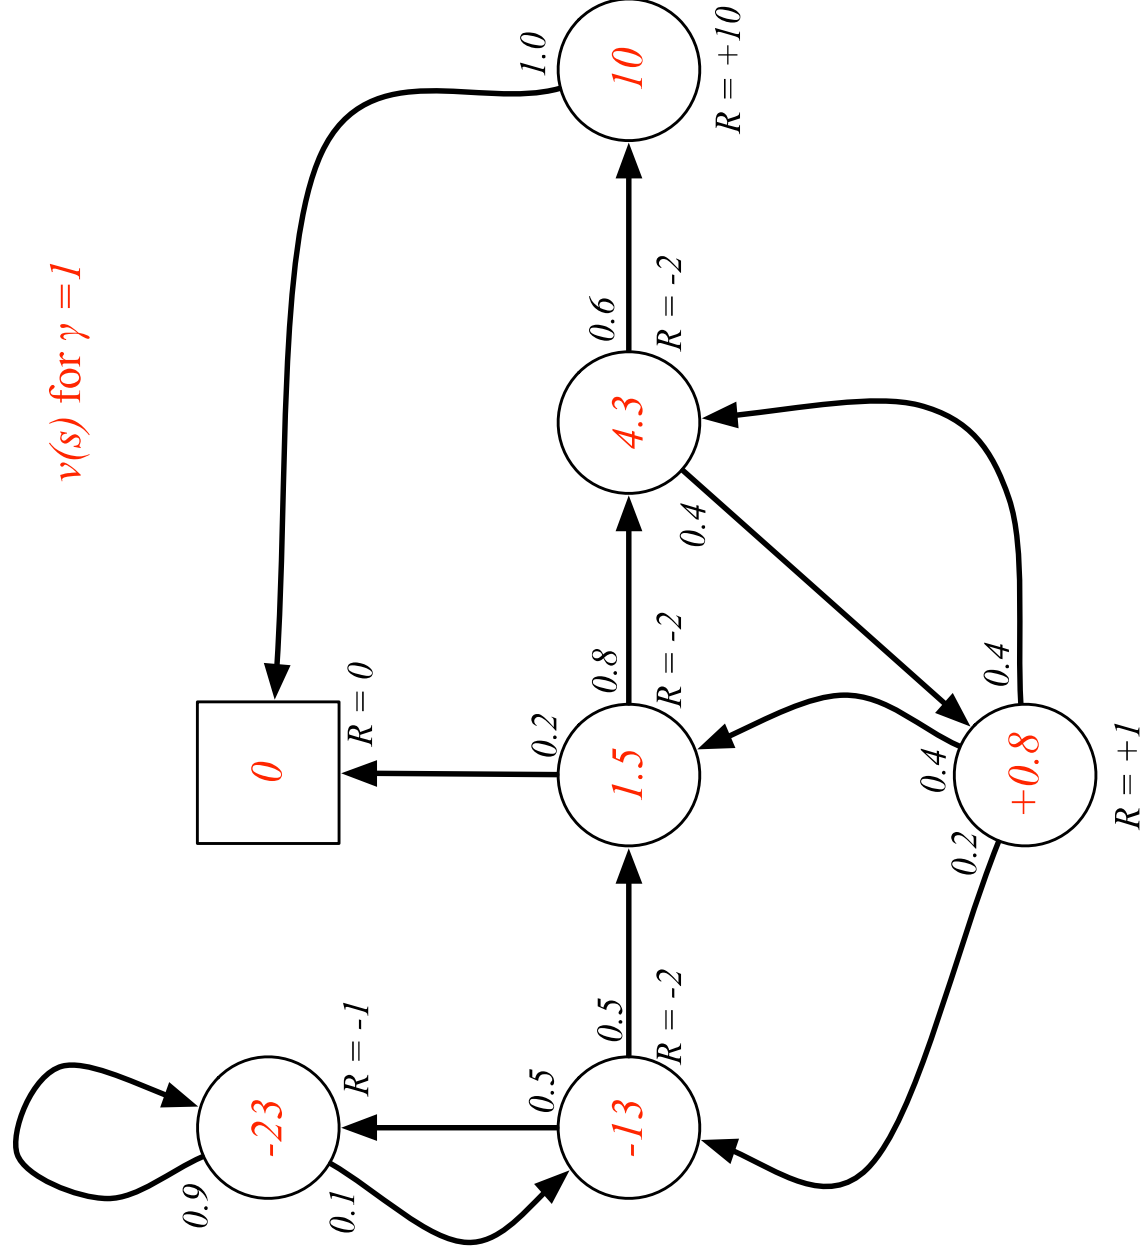 v(s) for γ =1
0.9
-23
R = -1
0.1
0
R = 0
1.0
10
R = +10
0.5
-13
0.5
R = -2
0.2
1.5
0.8
R = -2
4.3
0.6
R = -2
0.4
0.2
0.4
0.4
+0.8
R = +1